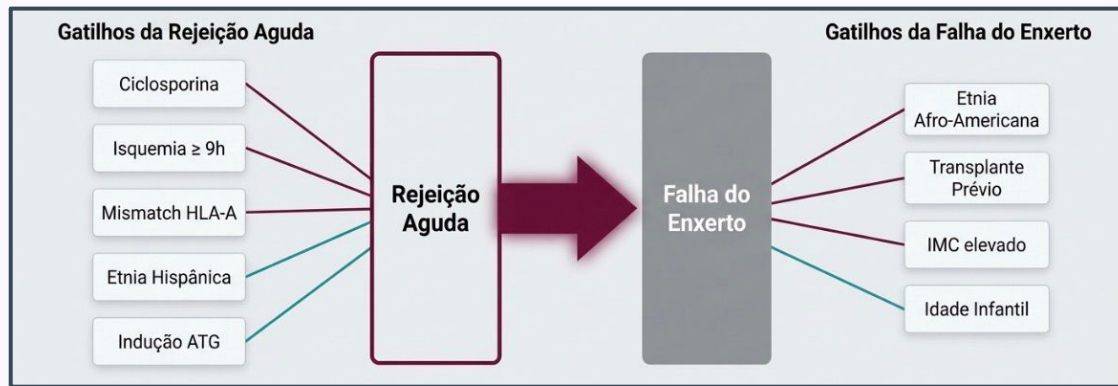 Gatilhos da Rejeição Aguda
Ciclosporina
Isquemia ≥ 9h
Mismatch HLA-A
Etnia Hispânica
Indução ATG
Rejeição
Aguda
Falha do
Enxerto
Gatilhos da Falha do Enxerto
Etnia
Afro-Americana
Transplante
Prévio
IMC elevado
Idade Infantil